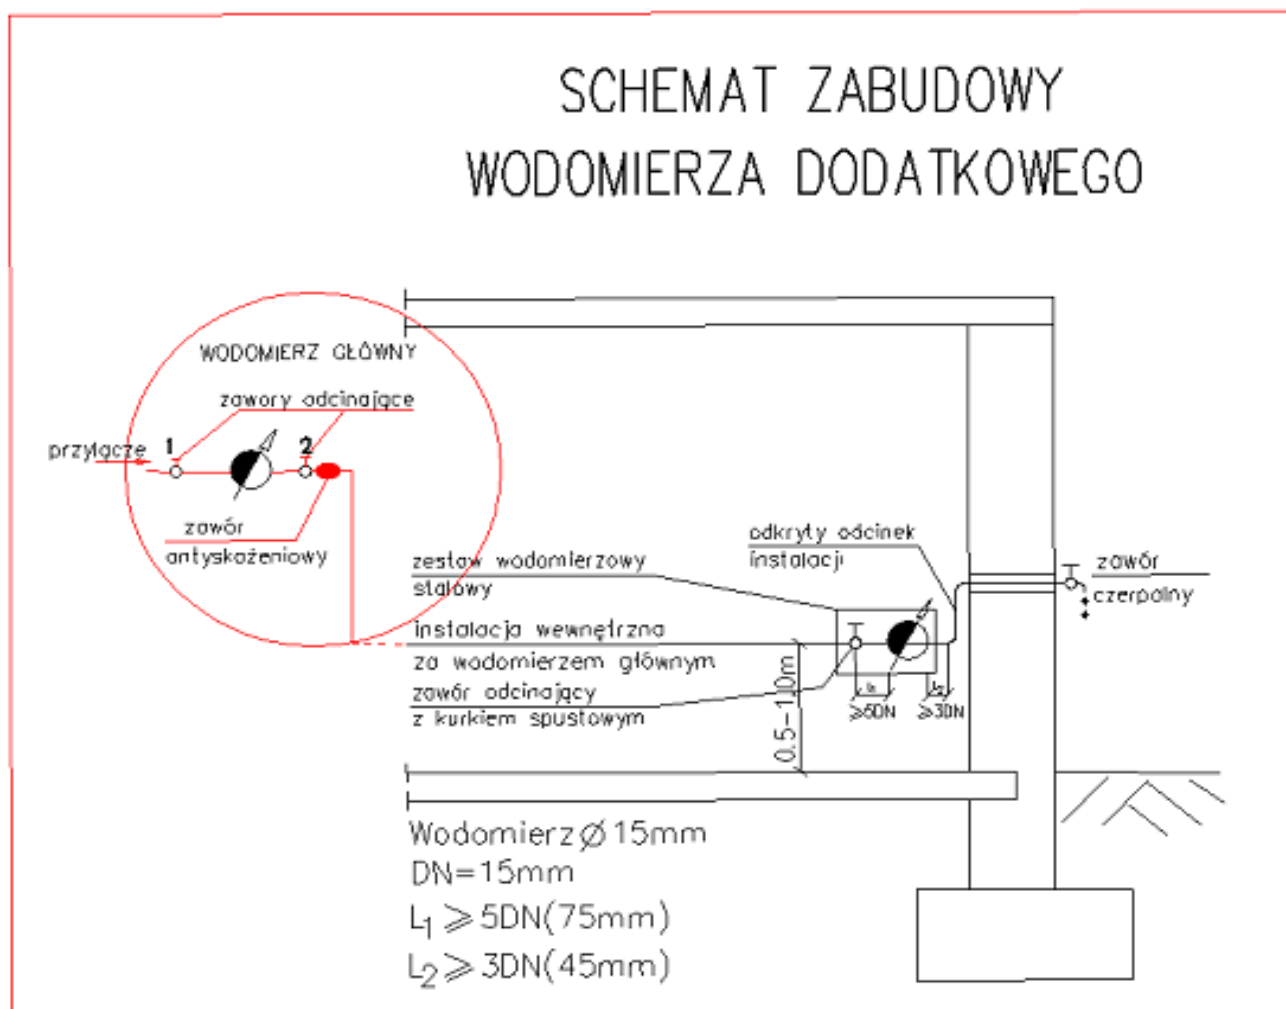 SCHEMAT ZABUDOWY
WODOMIERZA DODATKOWEGO
WODOMIERZ GŁÓWNY
zawory odcinające
przyłącze
1
2
zawór
antyskażeniowy
odkryty odcinek
instalacji
zestaw wodomierzowy
stalowy
zawór
czerpalny
instalacja wewnętrzna
za wodomierzem głównym
zawór odcinający
z kurkiem spustowym
L₁
L₂
≥5DN
≥3DN
0.5-1.0m
Wodomierz Ø 15mm
DN=15mm
L₁ ≥ 5DN(75mm)
L₂ ≥ 3DN(45mm)